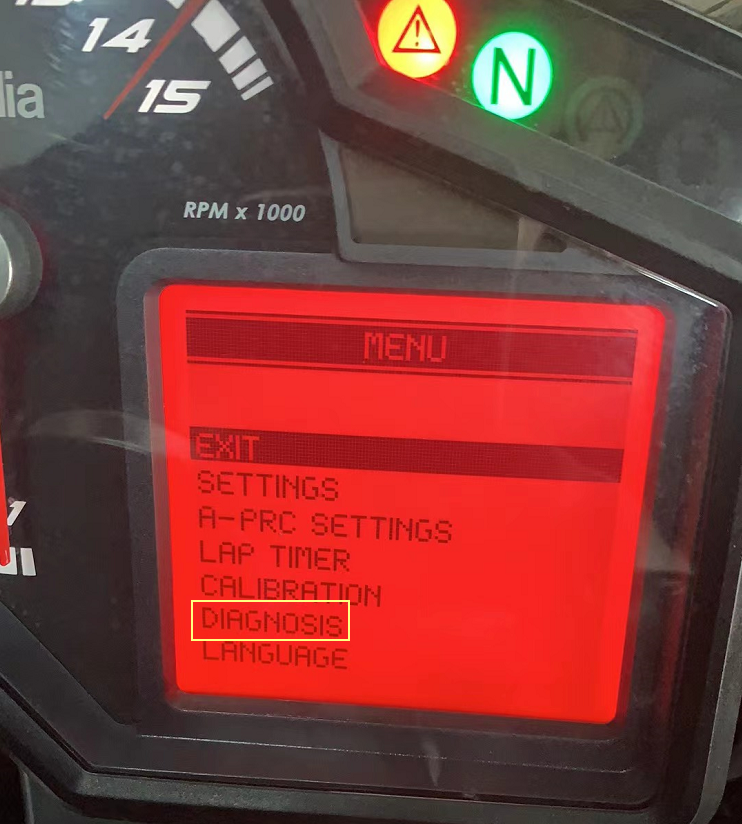 14
15
N
RPM x 1000
MENU
EXIT
SETTINGS
A-PRC SETTINGS
LAP TIMER
CALIBRATION
DIAGNOSIS
LANGUAGE